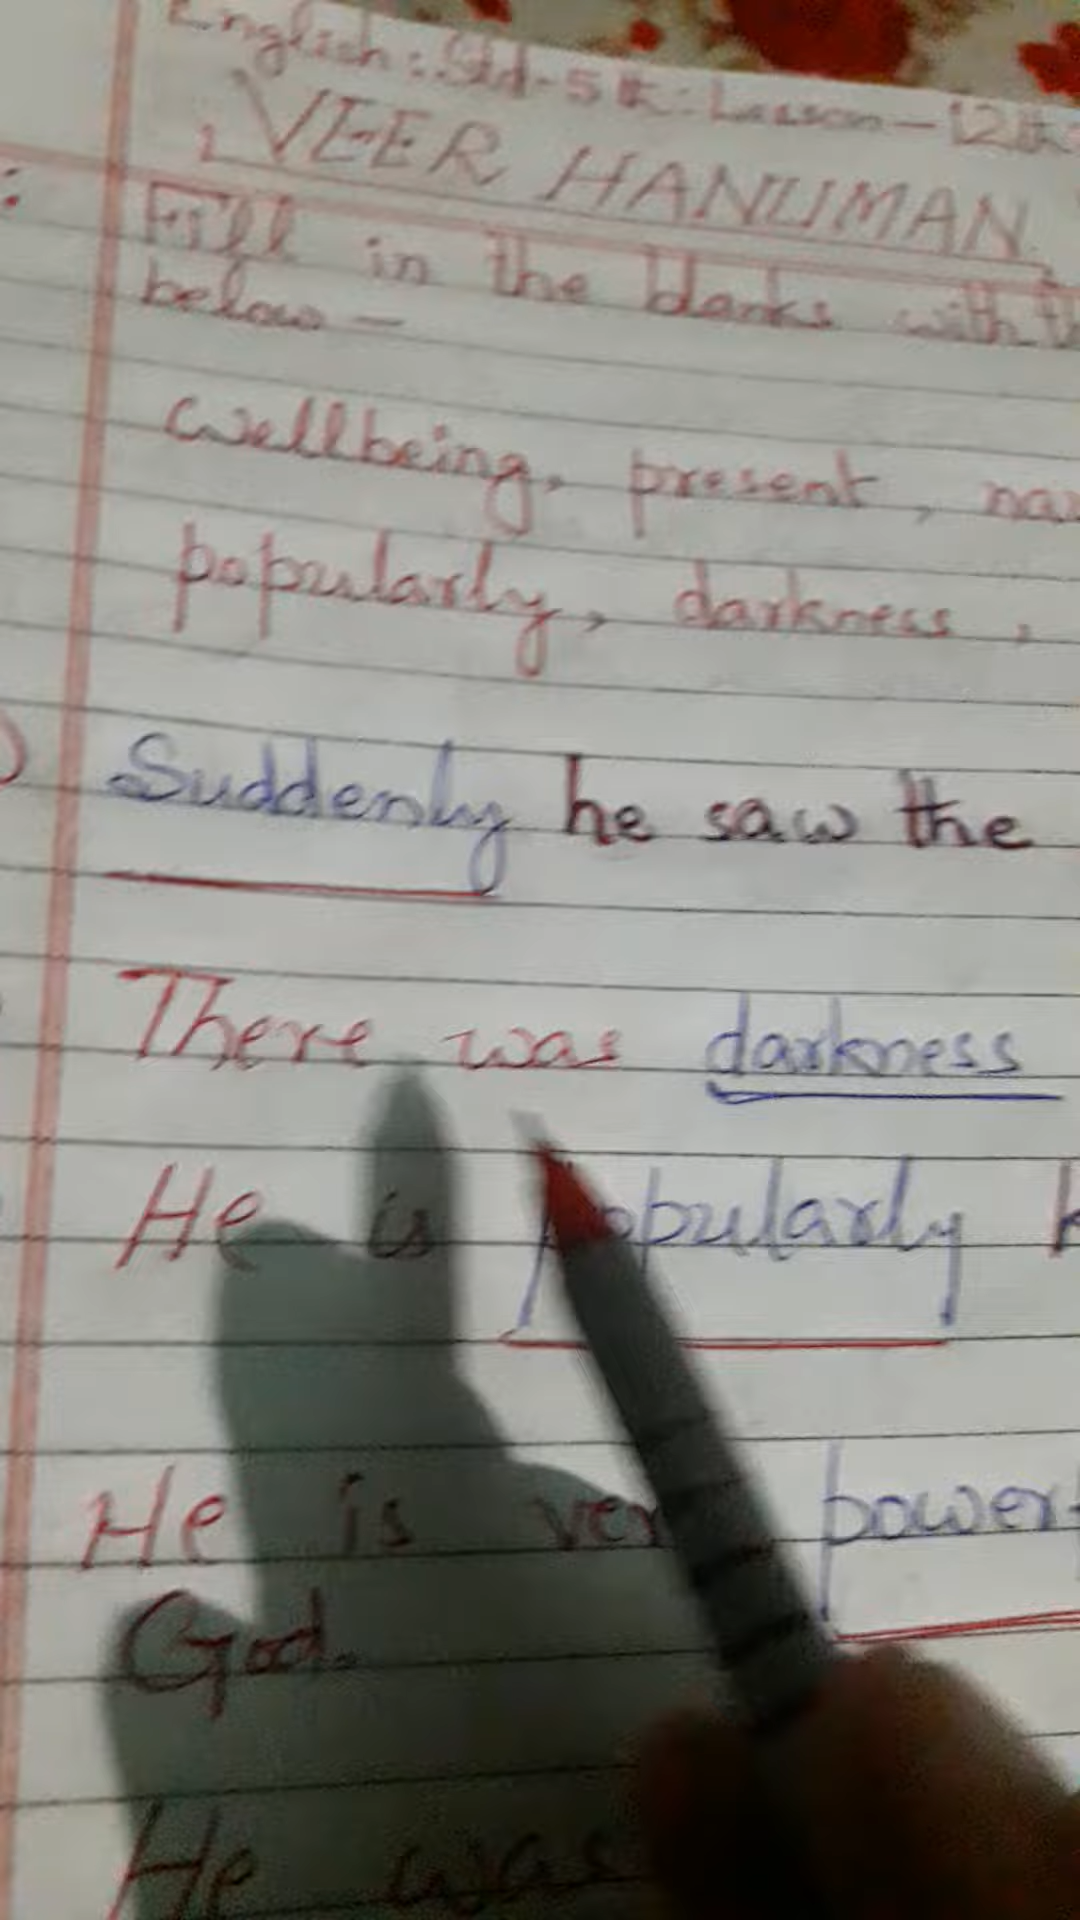 English: Std-5th: Lesson-12th
VEER HANUMAN
Fill in the blanks with
below-
wellbeing, present,
popularly, darkness,
Suddenly he saw the
There was darkness
He is popularly
He is very
God.
He was